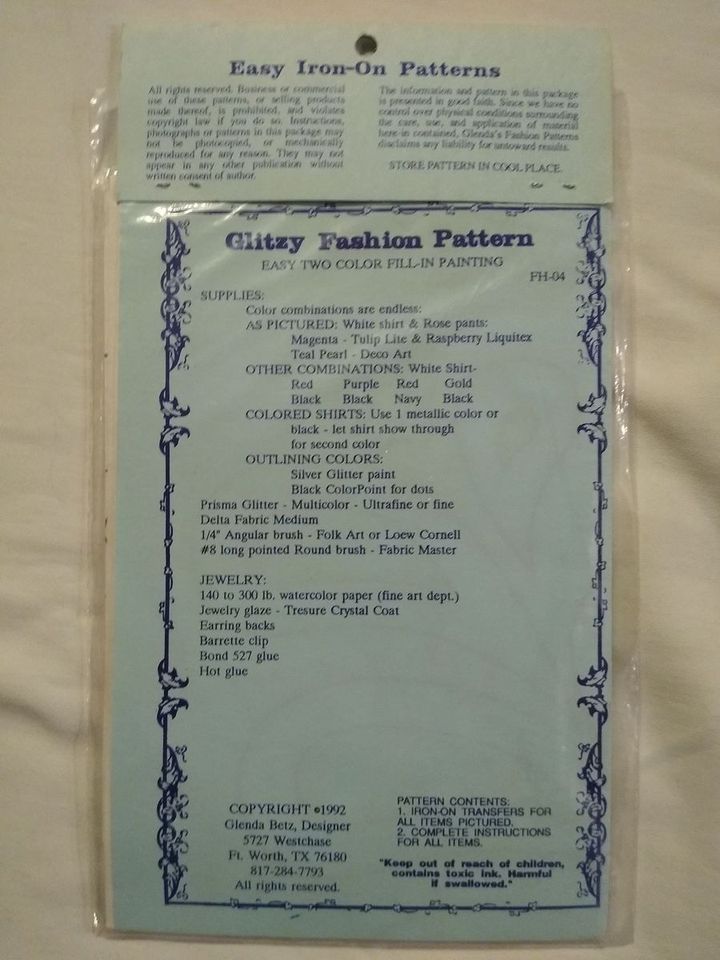 Easy Iron-On Patterns
All rights reserved. Business or commercial
use of these patterns, or selling products
made thereof, is prohibited, and violates
copyright law if you do so. Instructions,
photographs or patterns in this package may
not be photocopied, or mechanically
reproduced for any reason. They may not
appear in any other publication without
written consent of author.
The information and pattern in this package
is presented in good faith. Since we have no
control over physical conditions surrounding
the care, use, and application of material
here-in contained, Glenda's Fashion Patterns
disclaims any liability for untoward results.
STORE PATTERN IN COOL PLACE.
Glitzy Fashion Pattern
EASY TWO COLOR FILL-IN PAINTING
FH-04
SUPPLIES:
Color combinations are endless:
AS PICTURED: White shirt & Rose pants:
Magenta - Tulip Lite & Raspberry Liquitex
Teal Pearl - Deco Art
OTHER COMBINATIONS: White Shirt-
Red Purple Red Gold
Black Black Navy Black
COLORED SHIRTS: Use 1 metallic color or
black - let shirt show through
for second color
OUTLINING COLORS:
Silver Glitter paint
Black ColorPoint for dots
Prisma Glitter - Multicolor - Ultrafine or fine
Delta Fabric Medium
1/4" Angular brush - Folk Art or Loew Cornell
#8 long pointed Round brush - Fabric Master
JEWELRY:
140 to 300 lb. watercolor paper (fine art dept.)
Jewelry glaze - Tresure Crystal Coat
Earring backs
Barrette clip
Bond 527 glue
Hot glue
COPYRIGHT ©1992
Glenda Betz, Designer
5727 Westchase
Ft. Worth, TX 76180
817-284-7793
All rights reserved.
PATTERN CONTENTS:
1. IRON-ON TRANSFERS FOR
ALL ITEMS PICTURED.
2. COMPLETE INSTRUCTIONS
FOR ALL ITEMS.
"Keep out of reach of children,
contains toxic ink. Harmful
if swallowed."